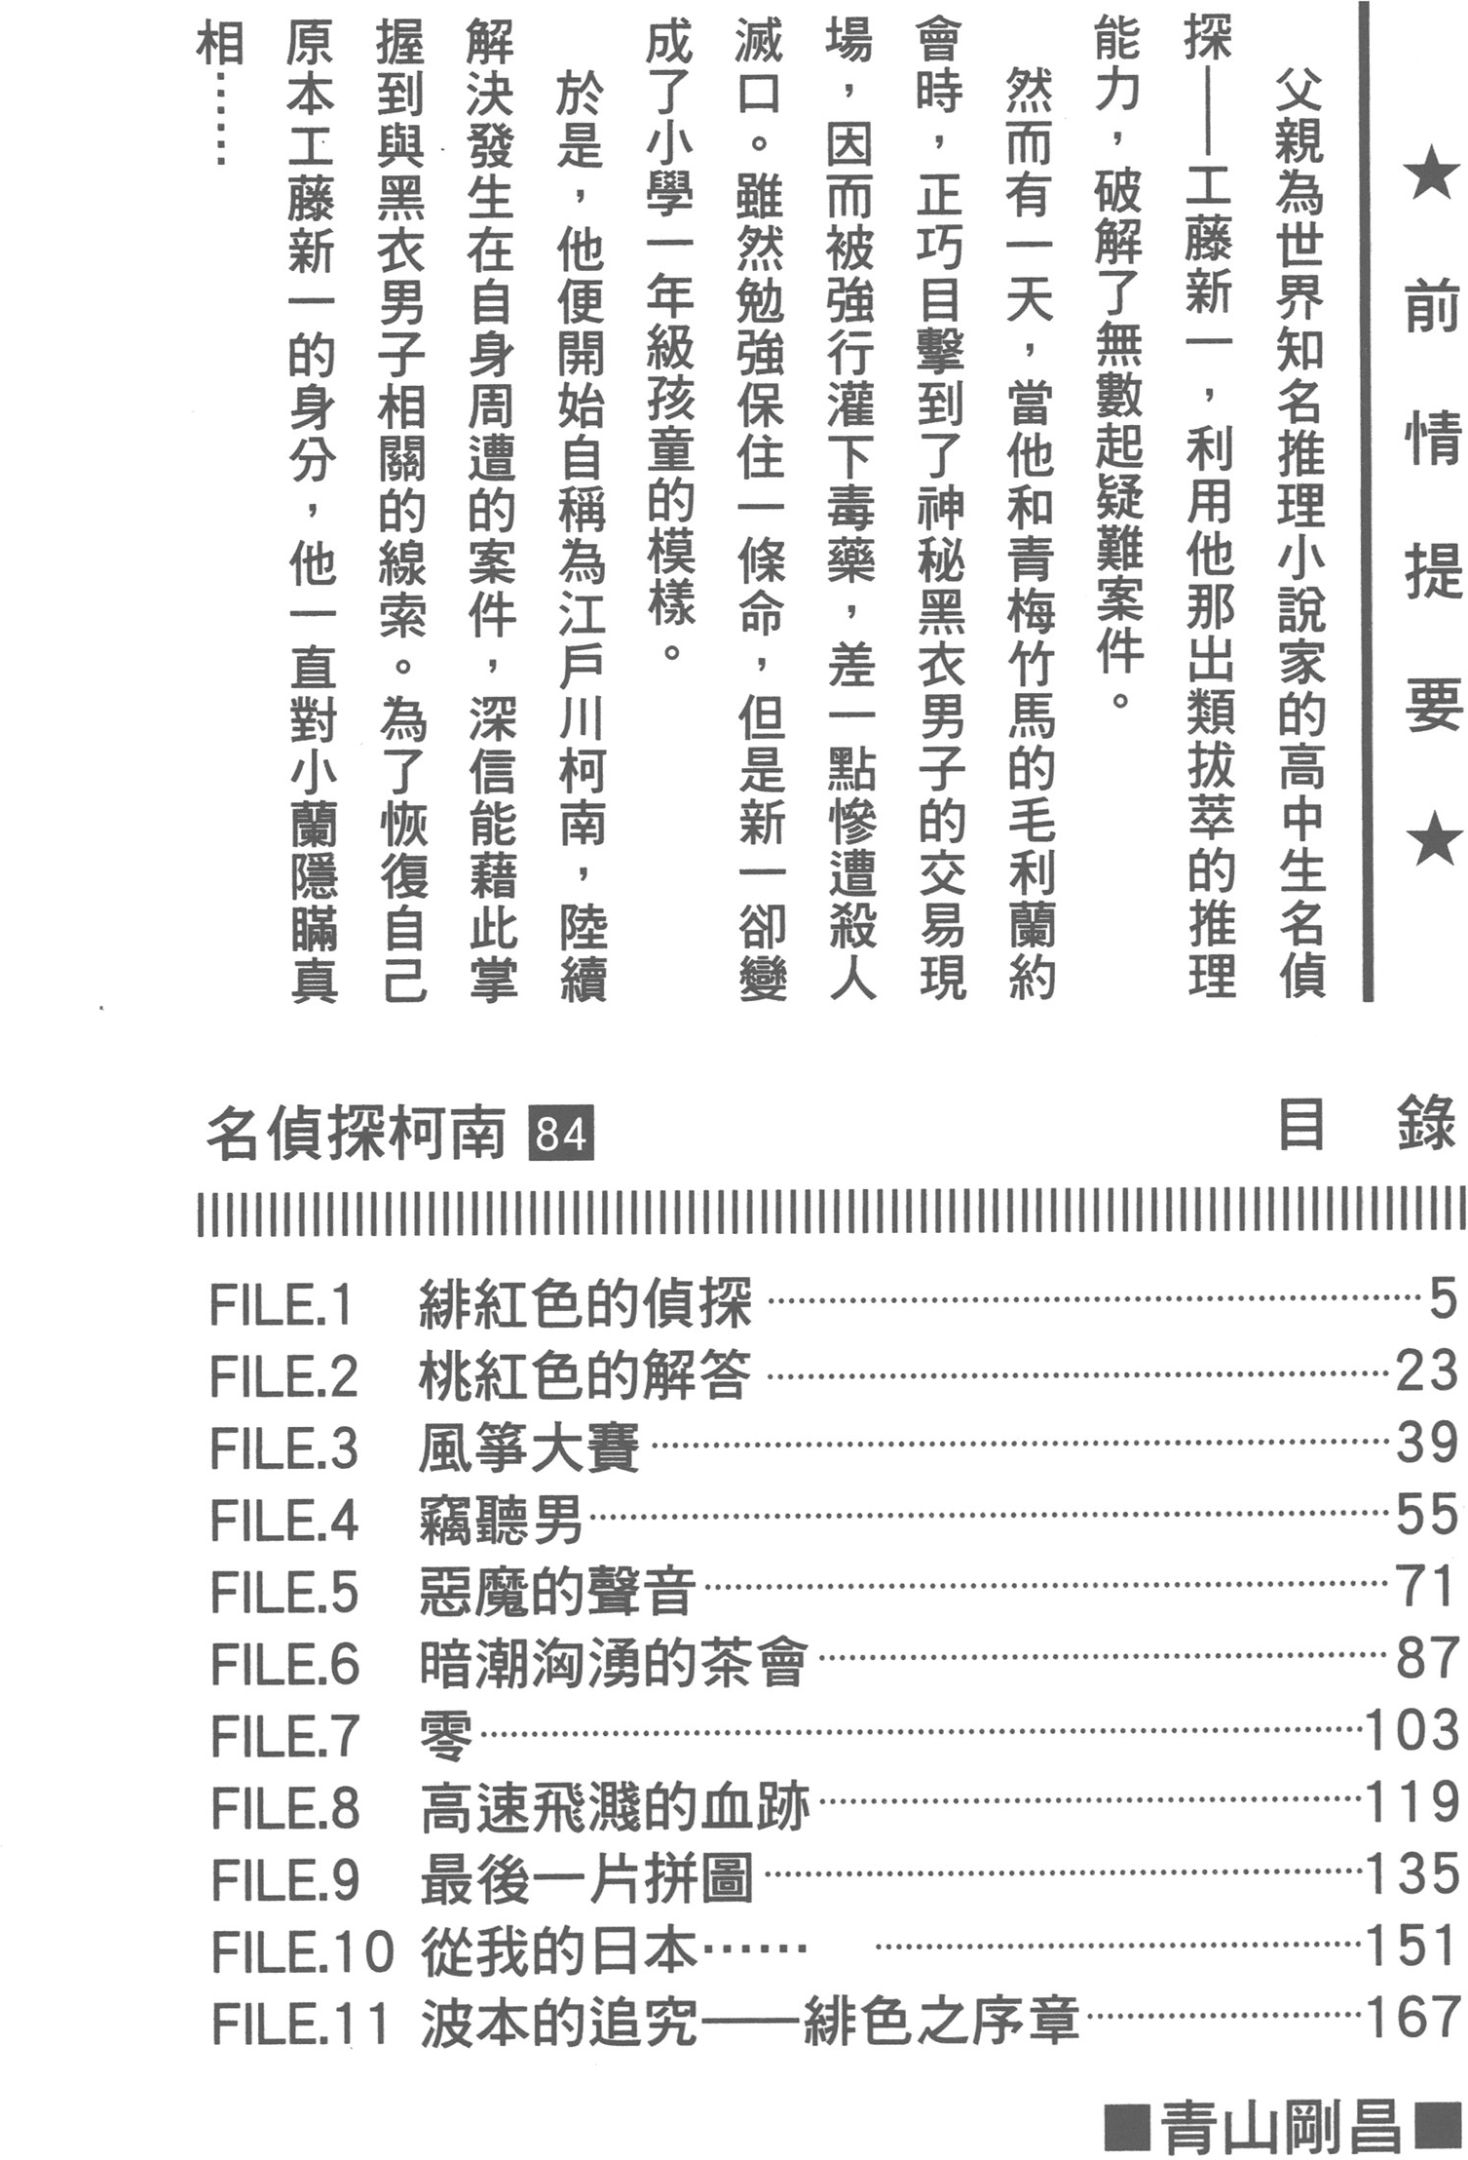 ★前情提要★
父親為世界知名推理小說家的高中生名偵
探——工藤新一，利用他那出類拔萃的推理
能力，破解了無數起疑難案件。
然而有一天，當他和青梅竹馬的毛利蘭約
會時，正巧目擊到了神秘黑衣男子的交易現
場，因而被強行灌下毒藥，差一點慘遭殺人
滅口。雖然勉強保住一條命，但是新一卻變
成了小學一年級孩童的模樣。
於是，他便開始自稱為江戶川柯南，陸續
解決發生在自身周遭的案件，深信能藉此掌
握到與黑衣男子相關的線索。為了恢復自己
原本工藤新一的身分，他一直對小蘭隱瞞真
相……
名偵探柯南 84 目錄
FILE.1 緋紅色的偵探……5
FILE.2 桃紅色的解答……23
FILE.3 風箏大賽……39
FILE.4 竊聽男……55
FILE.5 惡魔的聲音……71
FILE.6 暗潮洶湧的茶會……87
FILE.7 零……103
FILE.8 高速飛濺的血跡……119
FILE.9 最後一片拼圖……135
FILE.10 從我的日本…… ……151
FILE.11 波本的追究——緋色之序章……167
■青山剛昌■